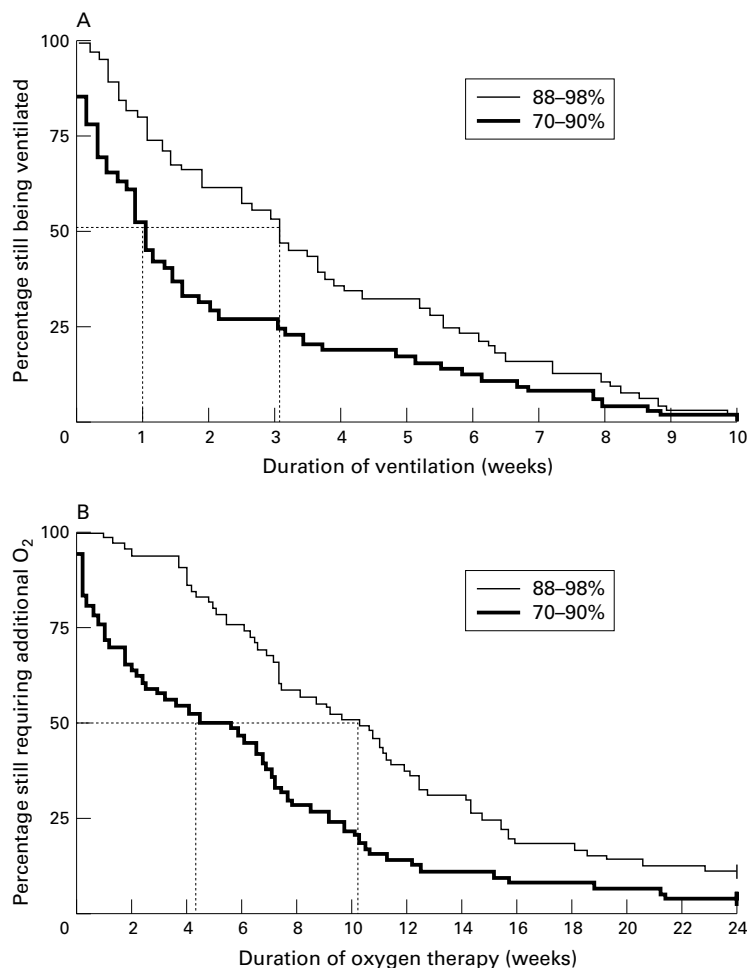 A
100
75
50
25
0
Percentage still being ventilated
88–98%
70–90%
1 2 3 4 5 6 7 8 9 10
Duration of ventilation (weeks)
B
100
75
50
25
0
Percentage still requiring additional O₂
88–98%
70–90%
2 4 6 8 10 12 14 16 18 20 22 24
Duration of oxygen therapy (weeks)